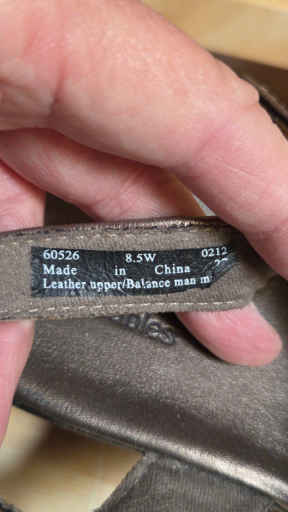 60526 8.5W 0212
Made in China
Leather upper/Balance man m